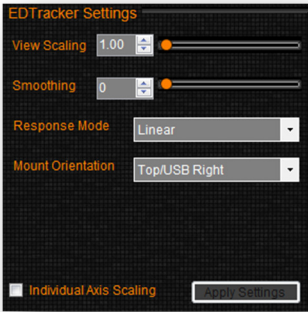 EDTracker Settings
View Scaling 1.00
Smoothing 0
Response Mode Linear
Mount Orientation Top/USB Right
Individual Axis Scaling Apply Settings